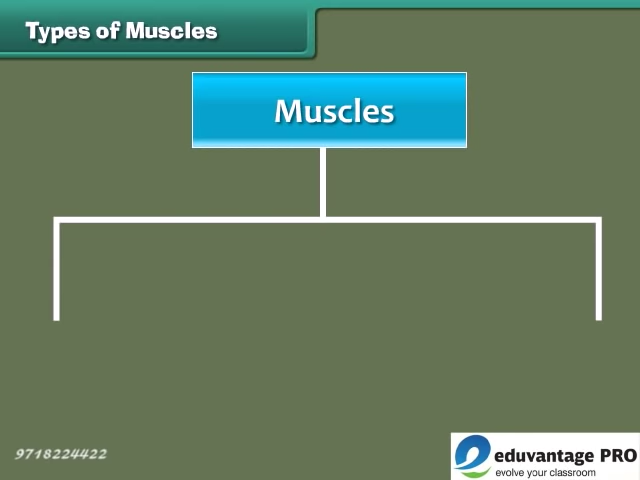 Types of Muscles
Muscles
9718224422
eduvantage PRO
evolve your classroom